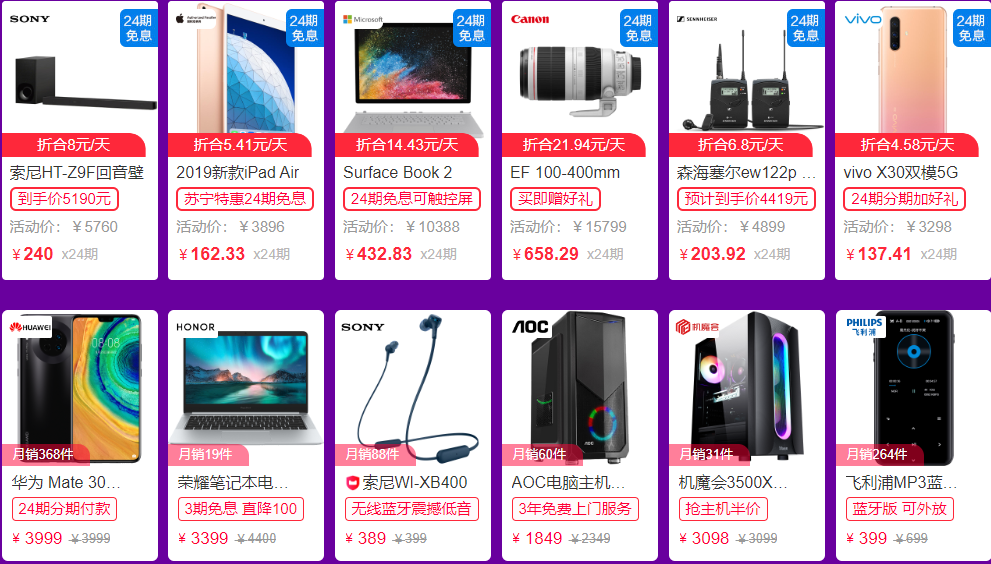 SONY
24期
免息
折合8元/天
索尼HT-Z9F回音壁
到手价5190元
活动价：￥5760
￥240 x24期
24期
免息
折合5.41元/天
2019新款iPad Air
苏宁特惠24期免息
活动价：￥3896
￥162.33 x24期
Microsoft
24期
免息
折合14.43元/天
Surface Book 2
24期免息可触控屏
活动价：￥10388
￥432.83 x24期
Canon
24期
免息
折合21.94元/天
EF 100-400mm
买即赠好礼
活动价：￥15799
￥658.29 x24期
SENNHEISER
24期
免息
折合6.8元/天
森海塞尔ew122p ...
预计到手价4419元
活动价：￥4899
￥203.92 x24期
vivo
24期
免息
折合4.58元/天
vivo X30双模5G
24期分期加好礼
活动价：￥3298
￥137.41 x24期
HUAWEI
08:08
月销368件
华为 Mate 30...
24期分期付款
￥3999 ￥3999
HONOR
月销19件
荣耀笔记本电...
3期免息 直降100
￥3399 ￥4400
SONY
月销88件
索尼WI-XB400
无线蓝牙震撼低音
￥389 ￥399
AOC
AOC
月销60件
AOC电脑主机...
3年免费上门服务
￥1849 ￥2349
机魔客
月销31件
机魔会3500X...
抢主机半价
￥3098 ￥3099
PHILIPS
飞利浦
月销264件
飞利浦MP3蓝...
蓝牙版 可外放
￥399 ￥699